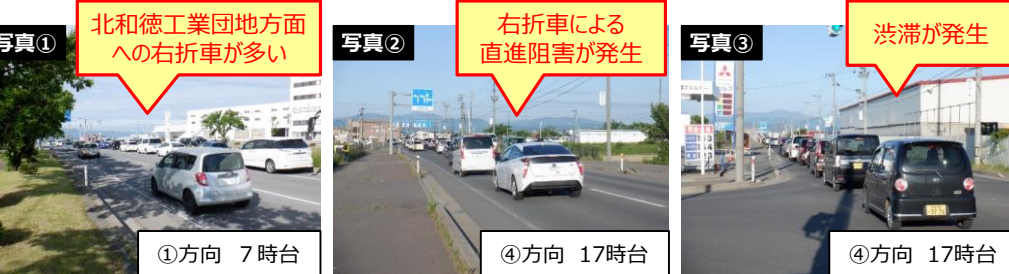 写真①
北和徳工業団地方面
への右折車が多い
①方向 7時台
写真②
右折車による
直進阻害が発生
④方向 17時台
写真③
渋滞が発生
④方向 17時台